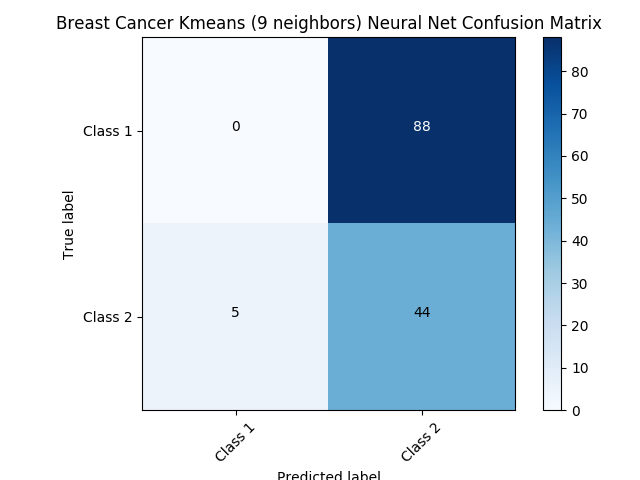 Breast Cancer Kmeans (9 neighbors) Neural Net Confusion Matrix
True label
Class 1
0
88
Class 2
5
44
Class 1
Class 2
Predicted label
80
70
60
50
40
30
20
10
0